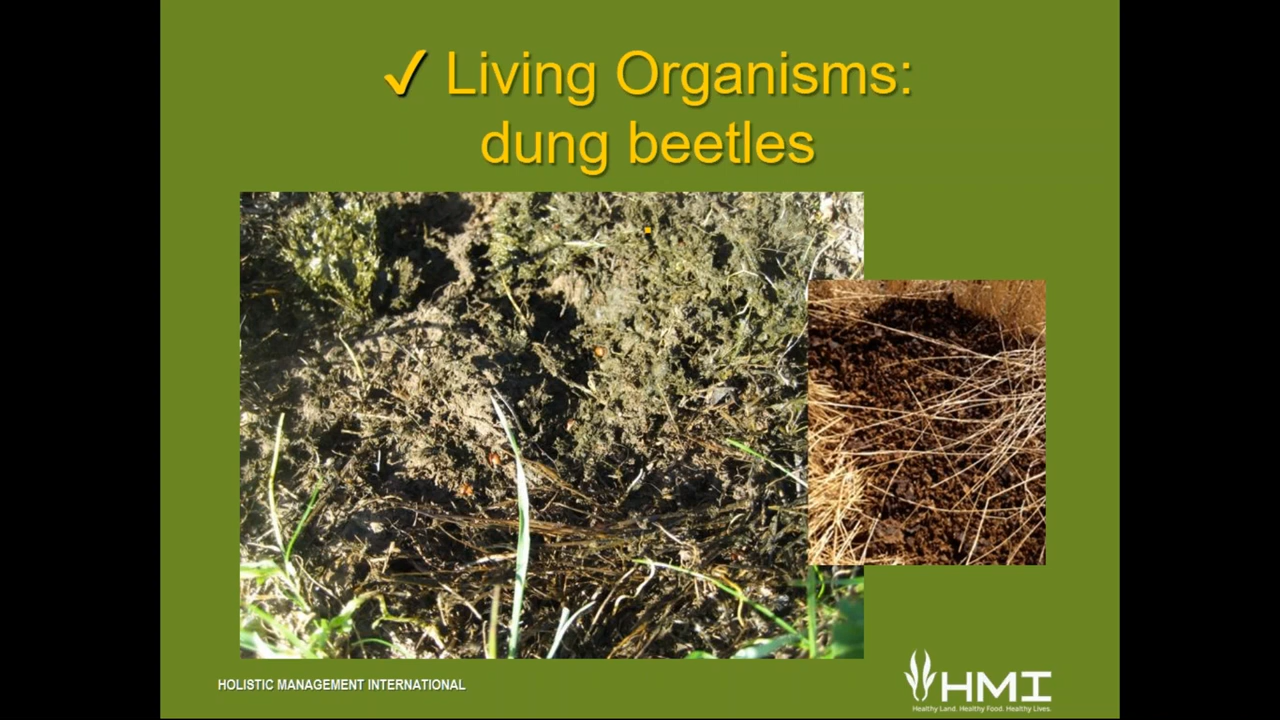 ✓ Living Organisms:
dung beetles
HOLISTIC MANAGEMENT INTERNATIONAL
HMI
Healthy Land. Healthy Food. Healthy Lives.